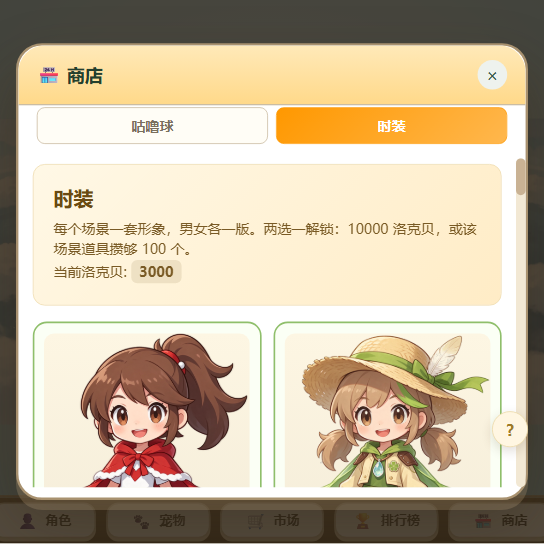 商店
×
咕噜球
时装
时装
每个场景一套形象，男女各一版。两选一解锁：10000 洛克贝，或该
场景道具攒够 100 个。
当前洛克贝: 3000
?
角色
宠物
市场
排行榜
商店